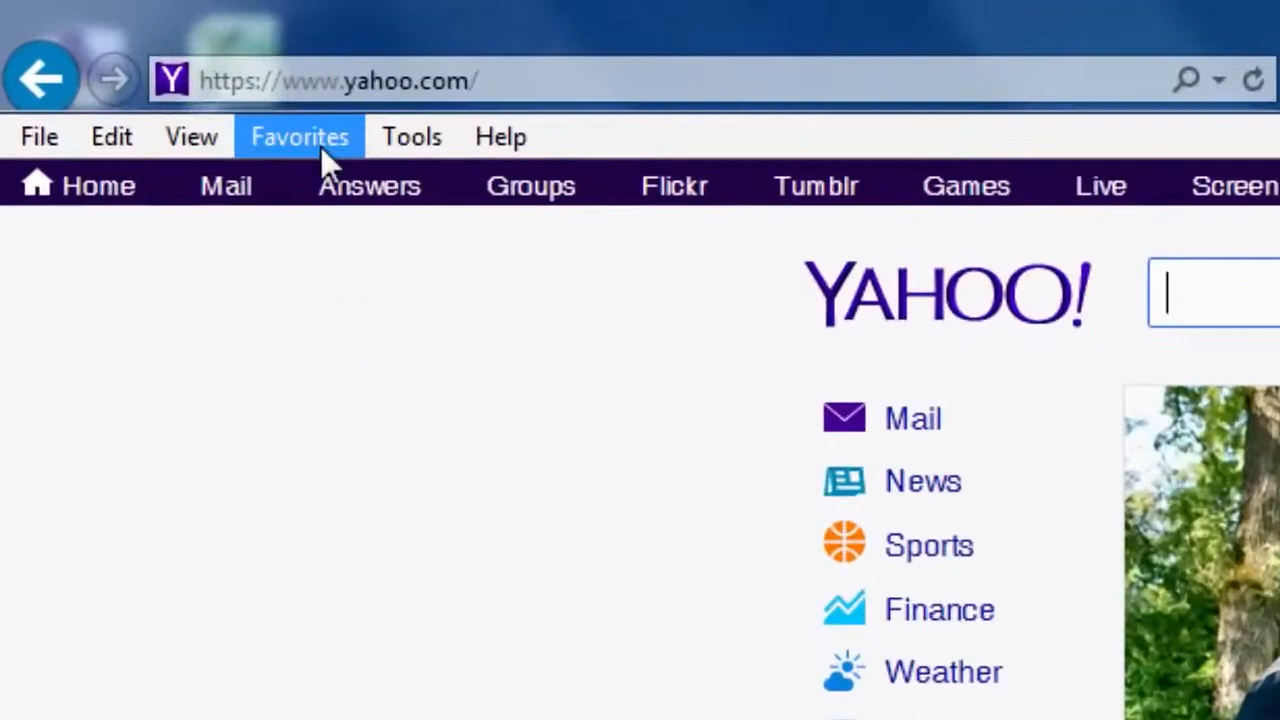 Y https://www.yahoo.com/
File Edit View Favorites Tools Help
Home Mail Answers Groups Flickr Tumblr Games Live Screen
YAHOO!
Mail
News
Sports
Finance
Weather